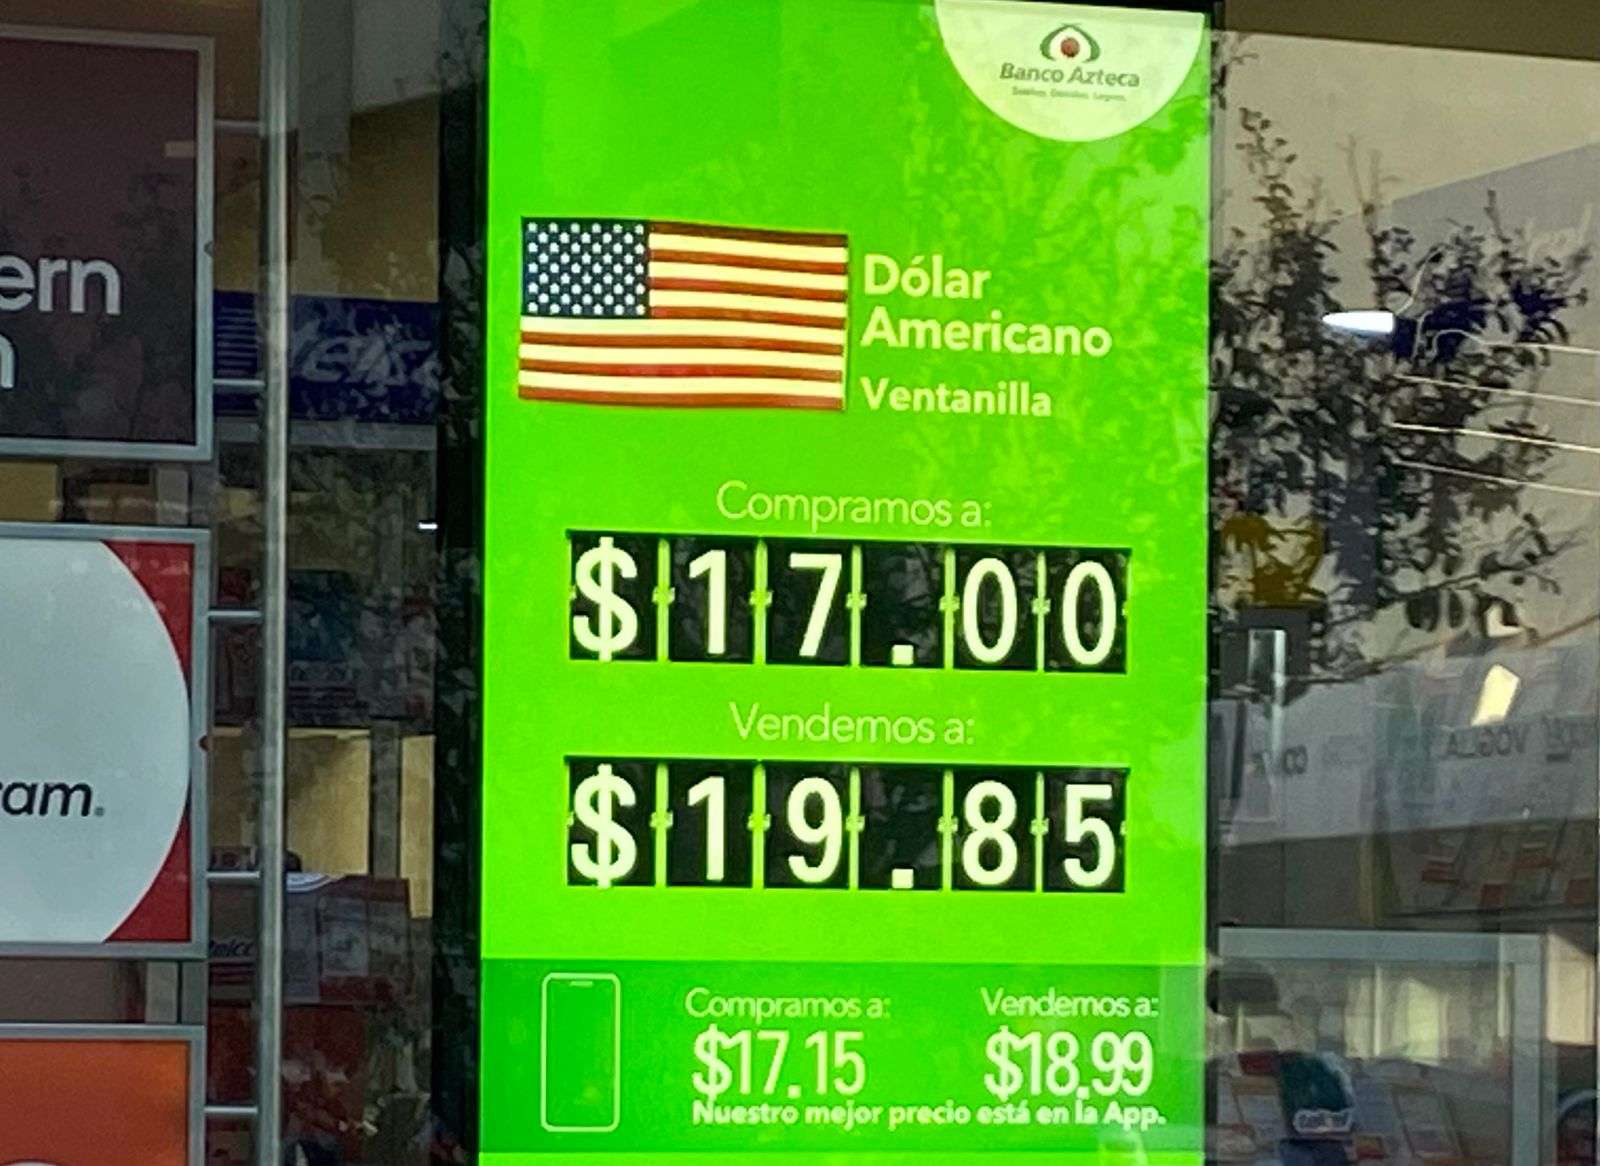 Banco Azteca
Dólar
Americano
Ventanilla
Compramos a:
$17.00
Vendemos a:
$19.85
Compramos a:
$17.15
Vendemos a:
$18.99
Nuestro mejor precio está en la App.
ern
n
ram.